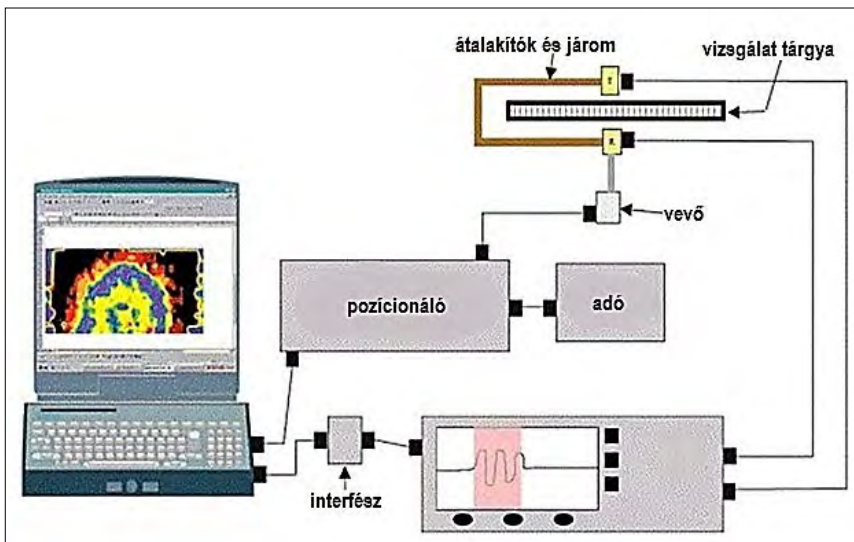 átalakítók és járom
vizsgálat tárgya
vevő
pozícionáló
adó
interfész